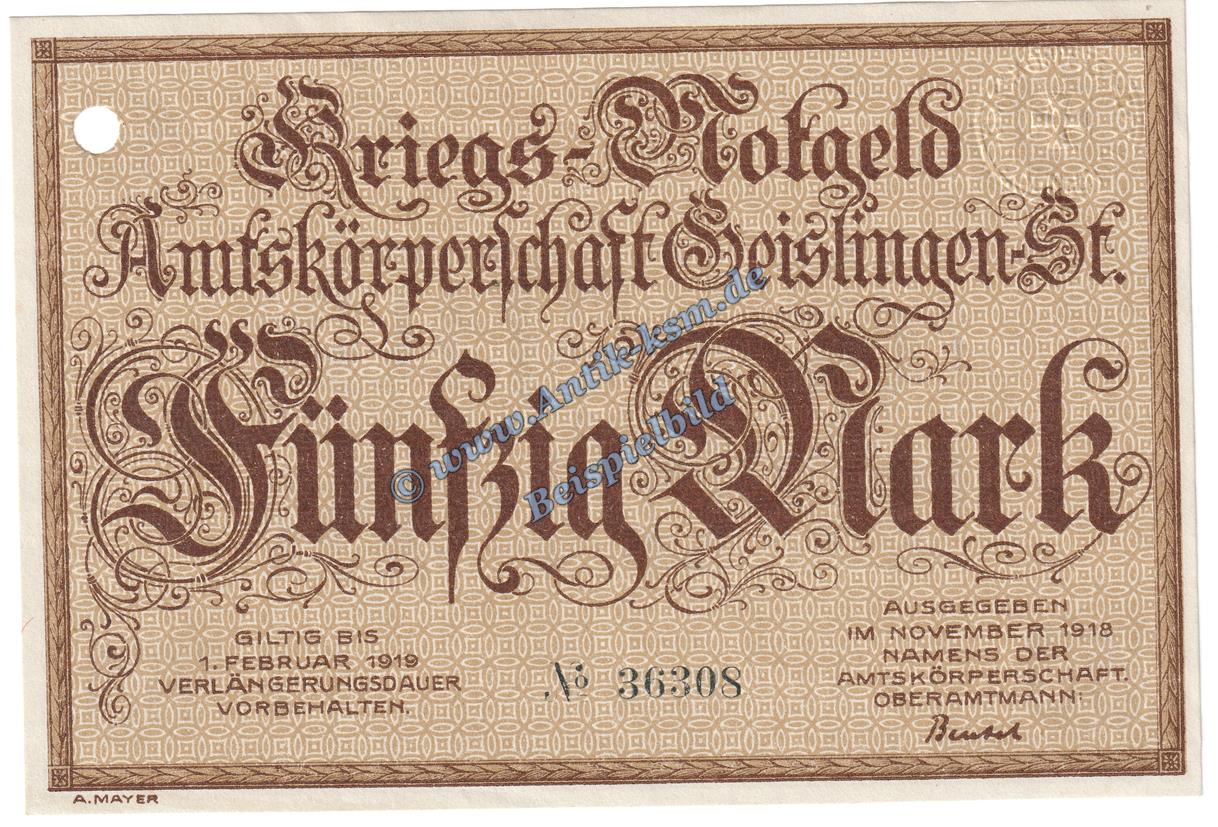 Kriegs-Notgeld
Amtskörperschaft Geislingen-St.
Fünfzig Mark
© www.Antik-ksm.de
Beispielbild
GILTIG BIS
1. FEBRUAR 1919
VERLÄNGERUNGSDAUER
VORBEHALTEN.
№ 36308
AUSGEGEBEN
IM NOVEMBER 1918
NAMENS DER
AMTSKÖRPERSCHAFT.
OBERAMTMANN:
A. MAYER